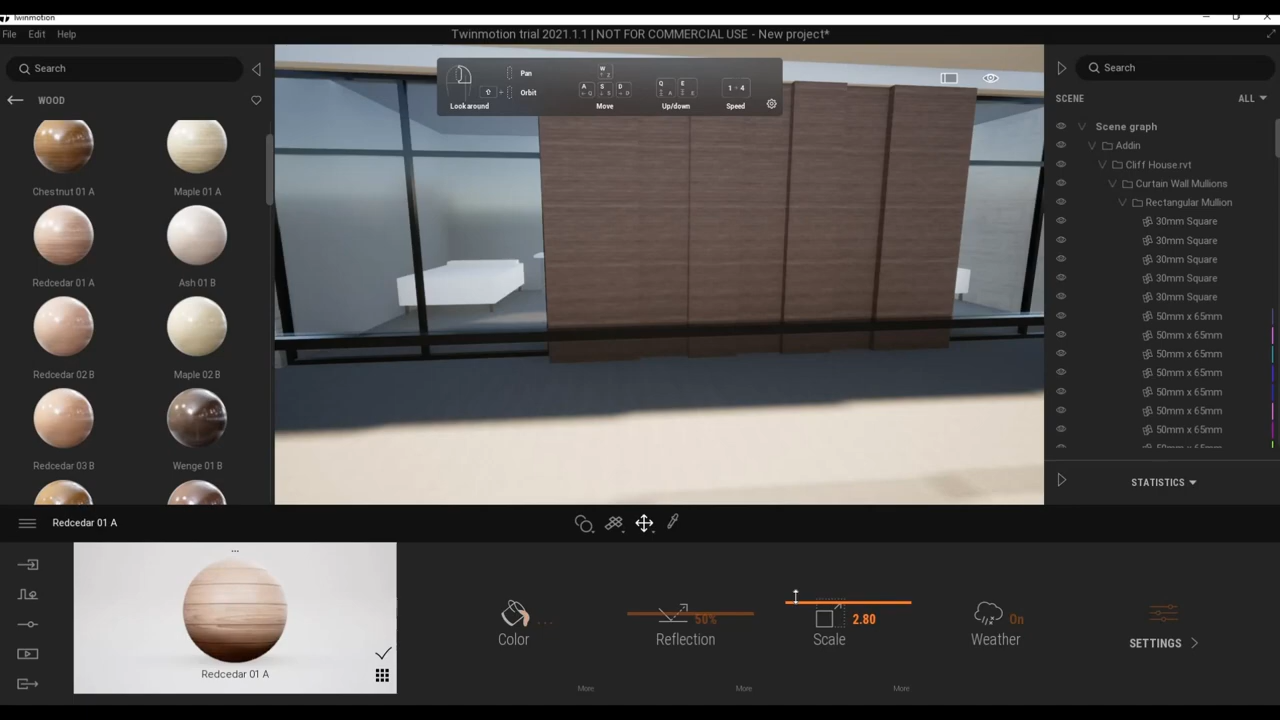 Twinmotion
File Edit Help
Twinmotion trial 2021.1.1 | NOT FOR COMMERCIAL USE - New project*
Search
WOOD
Chestnut 01 A
Maple 01 A
Redcedar 01 A
Ash 01 B
Redcedar 02 B
Maple 02 B
Redcedar 03 B
Wenge 01 B
Look around
Pan
Orbit
Move
Up/down
1 - 4
Speed
Search
SCENE
ALL
Scene graph
Addin
Cliff House.rvt
Curtain Wall Mullions
Rectangular Mullion
30mm Square
30mm Square
30mm Square
30mm Square
30mm Square
50mm x 65mm
50mm x 65mm
50mm x 65mm
50mm x 65mm
50mm x 65mm
50mm x 65mm
50mm x 65mm
50mm x 65mm
STATISTICS
Redcedar 01 A
...
Redcedar 01 A
Color ...
50%
Reflection
2.80
Scale
On
Weather
SETTINGS
More
More
More